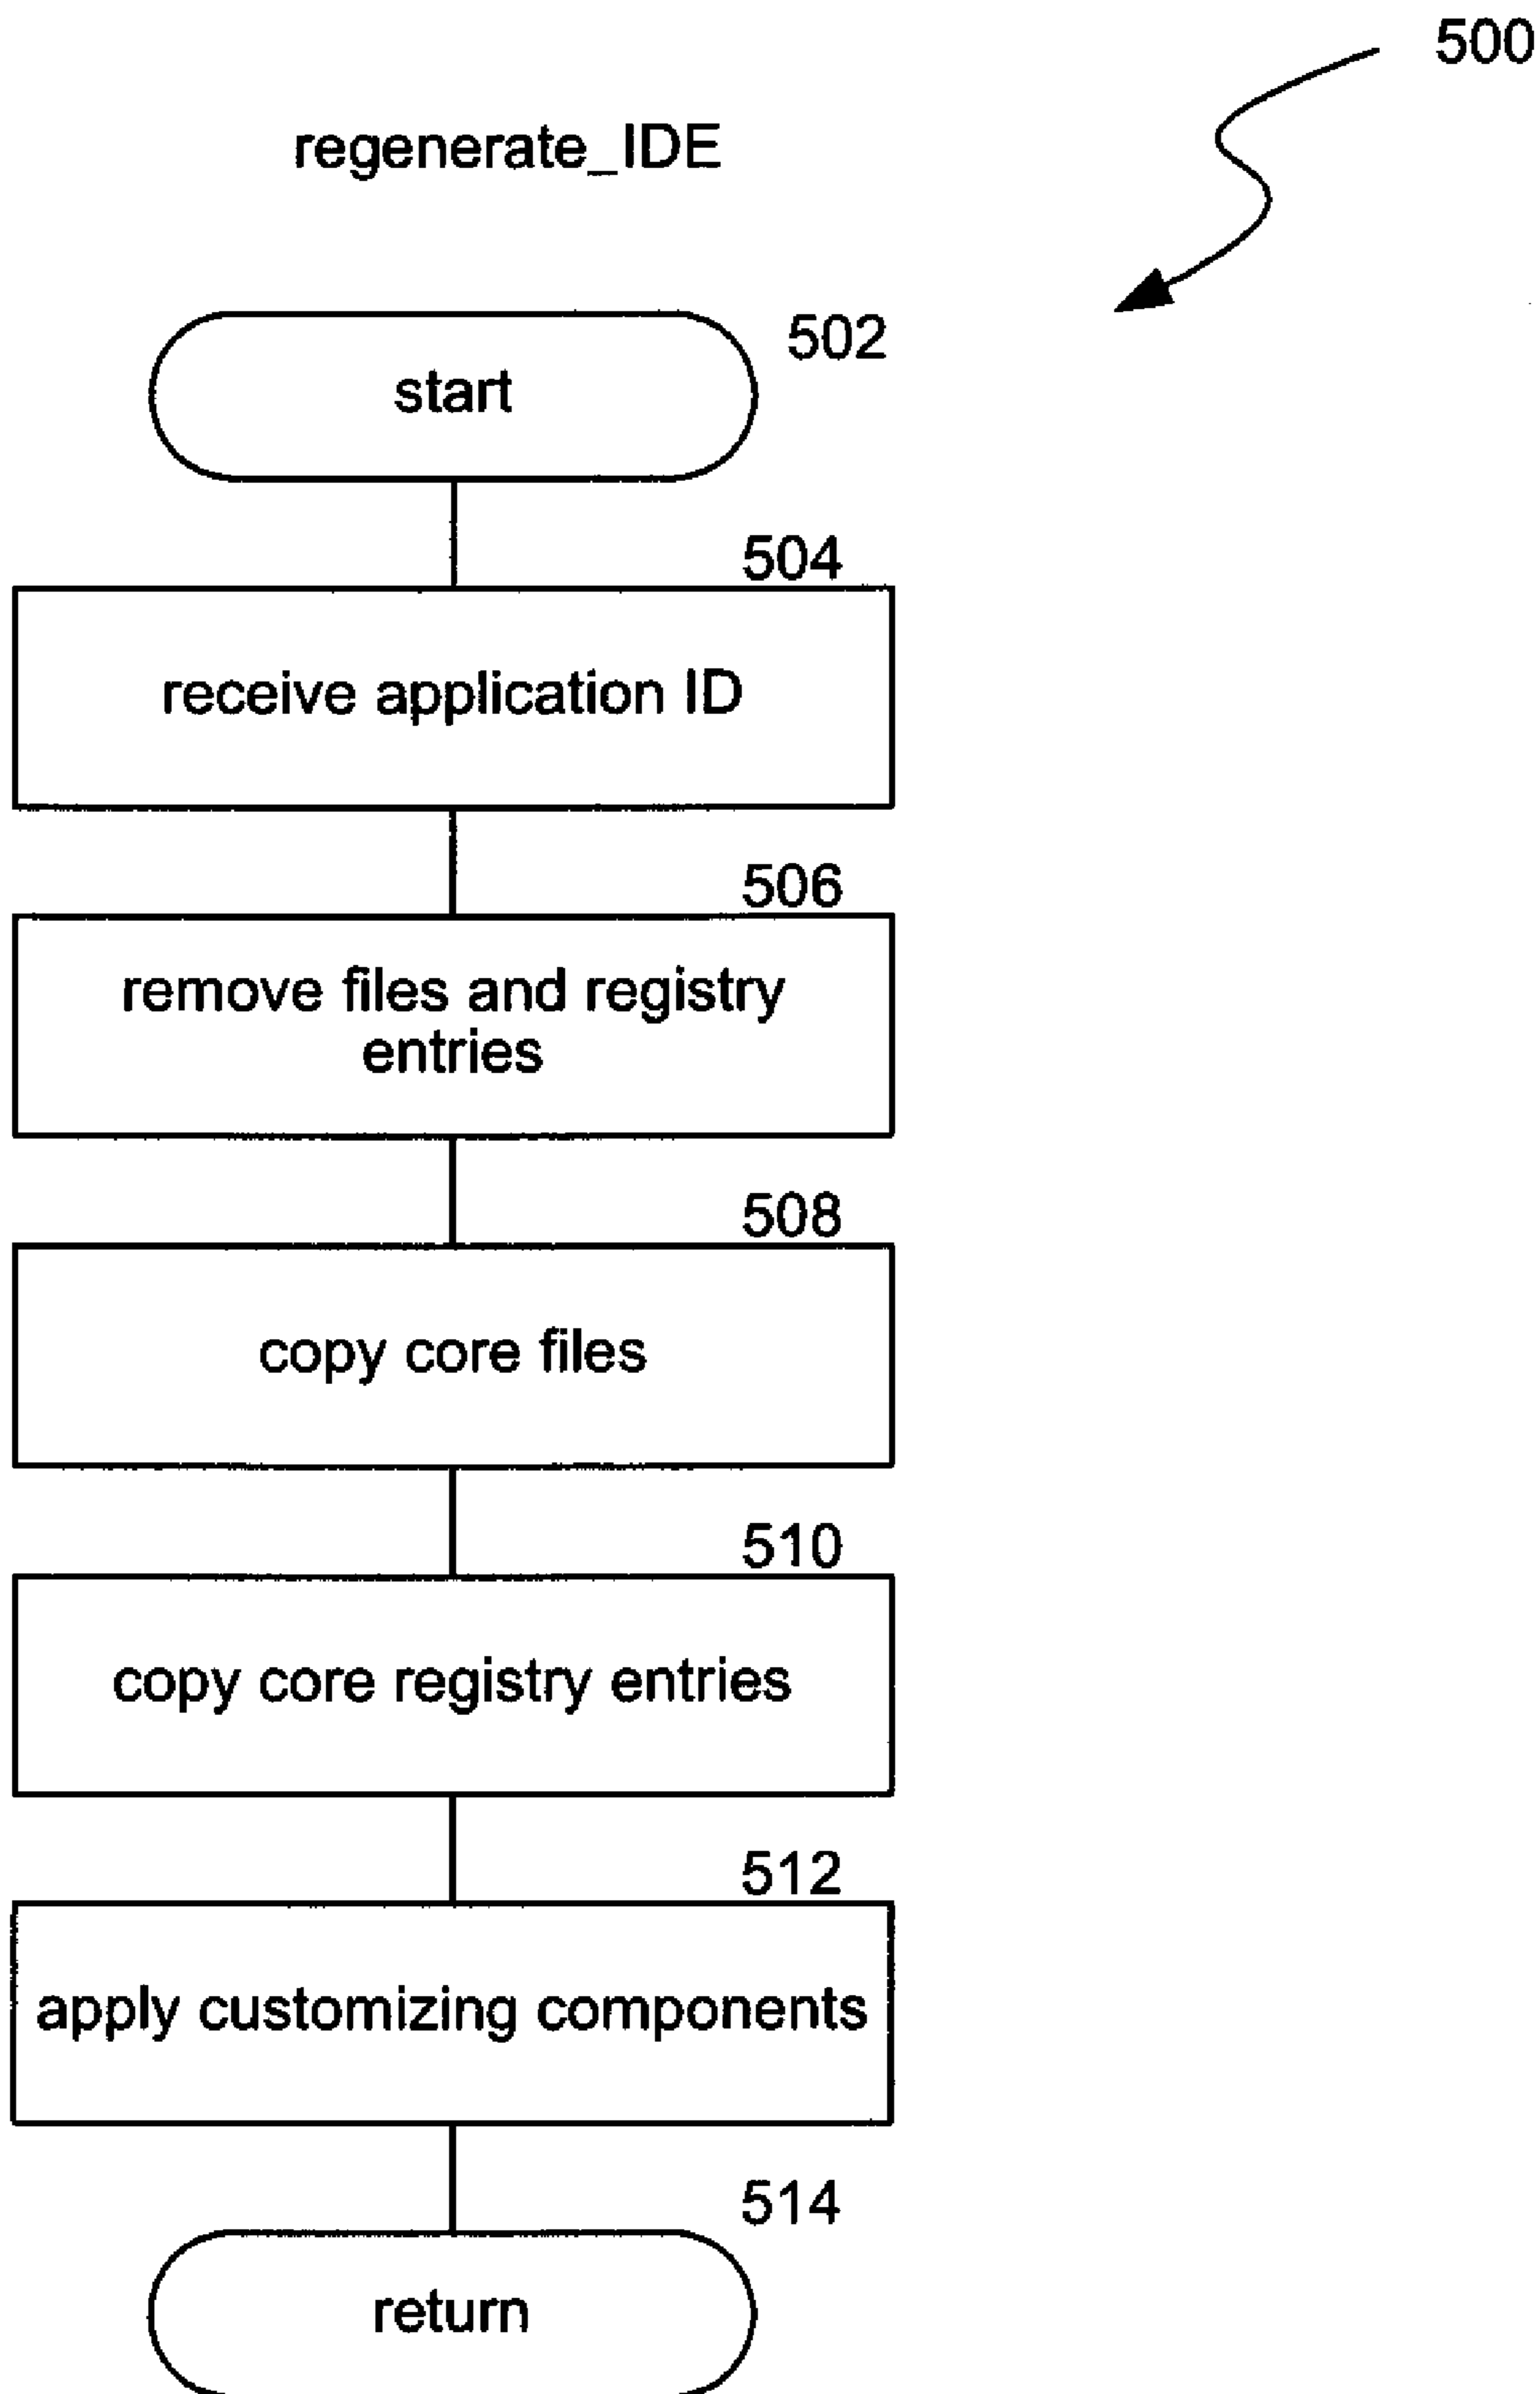 500
regenerate_IDE
502
start
504
receive application ID
506
remove files and registry
entries
508
copy core files
510
copy core registry entries
512
apply customizing components
514
return